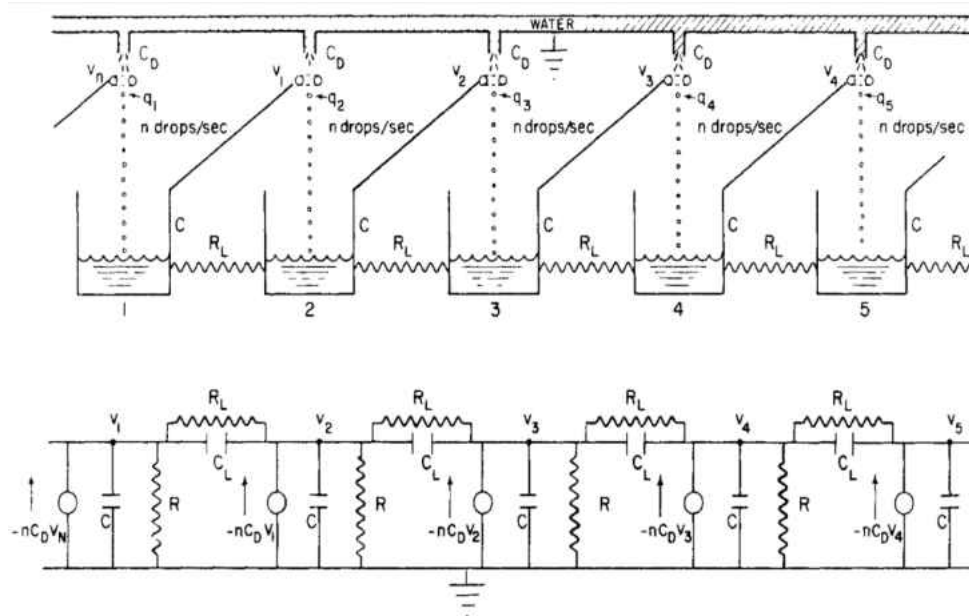 WATER
C_D C_D C_D C_D C_D
V_n V_1 V_2 V_3 V_4
q_1 q_2 q_3 q_4 q_5
n drops/sec n drops/sec n drops/sec n drops/sec n drops/sec
C C C C C
R_L R_L R_L R_L R_L
1 2 3 4 5
R_L R_L R_L R_L
V_1 V_2 V_3 V_4 V_5
C_L C_L C_L C_L
C R C R C R C R C
-nC_DV_N -nC_DV_1 -nC_DV_2 -nC_DV_3 -nC_DV_4